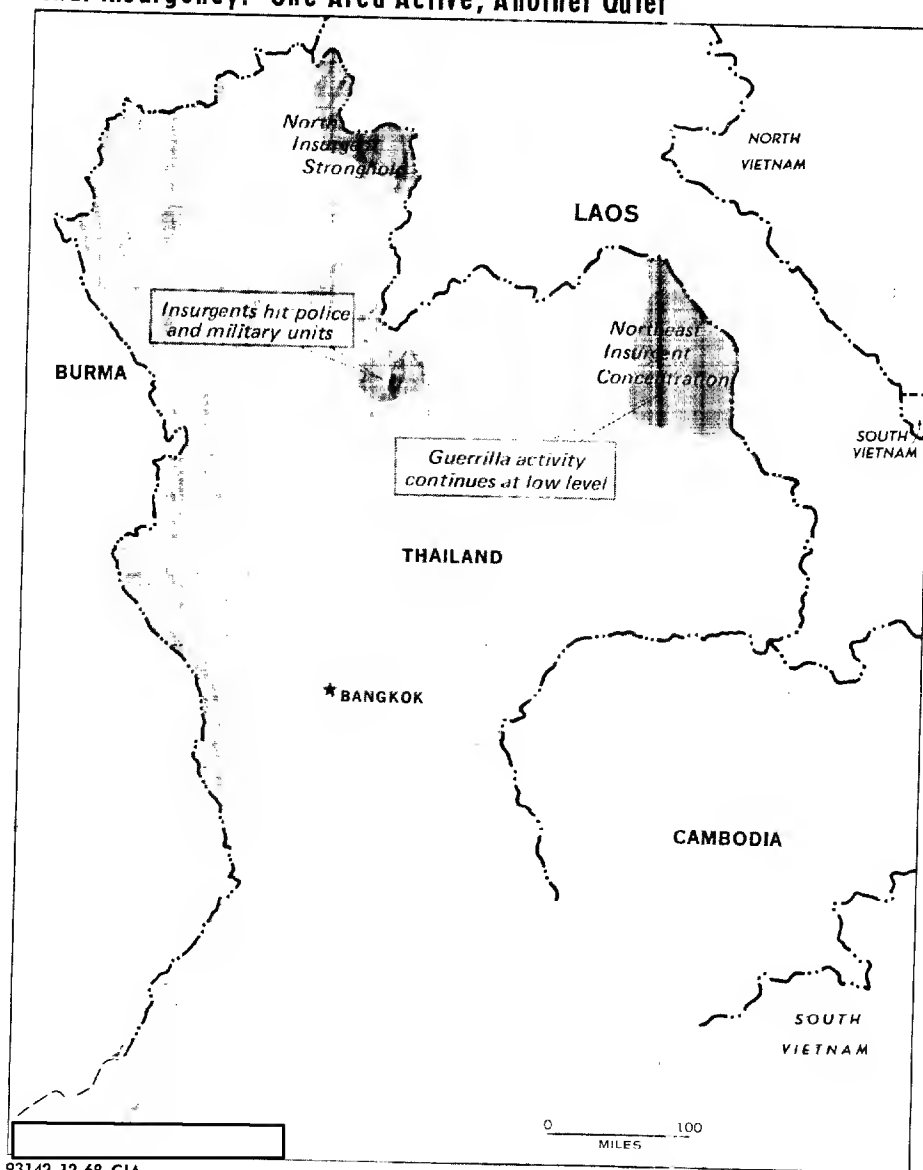 Insurgency: One Area Active, Another Quiet
North
Insurgent
Stronghold
NORTH
VIETNAM
LAOS
Insurgents hit police
and military units
Northeast
Insurgent
Concentration
BURMA
SOUTH
VIETNAM
Guerrilla activity
continues at low level
THAILAND
BANGKOK
CAMBODIA
SOUTH
VIETNAM
0 100
MILES
93142 12-68 CIA